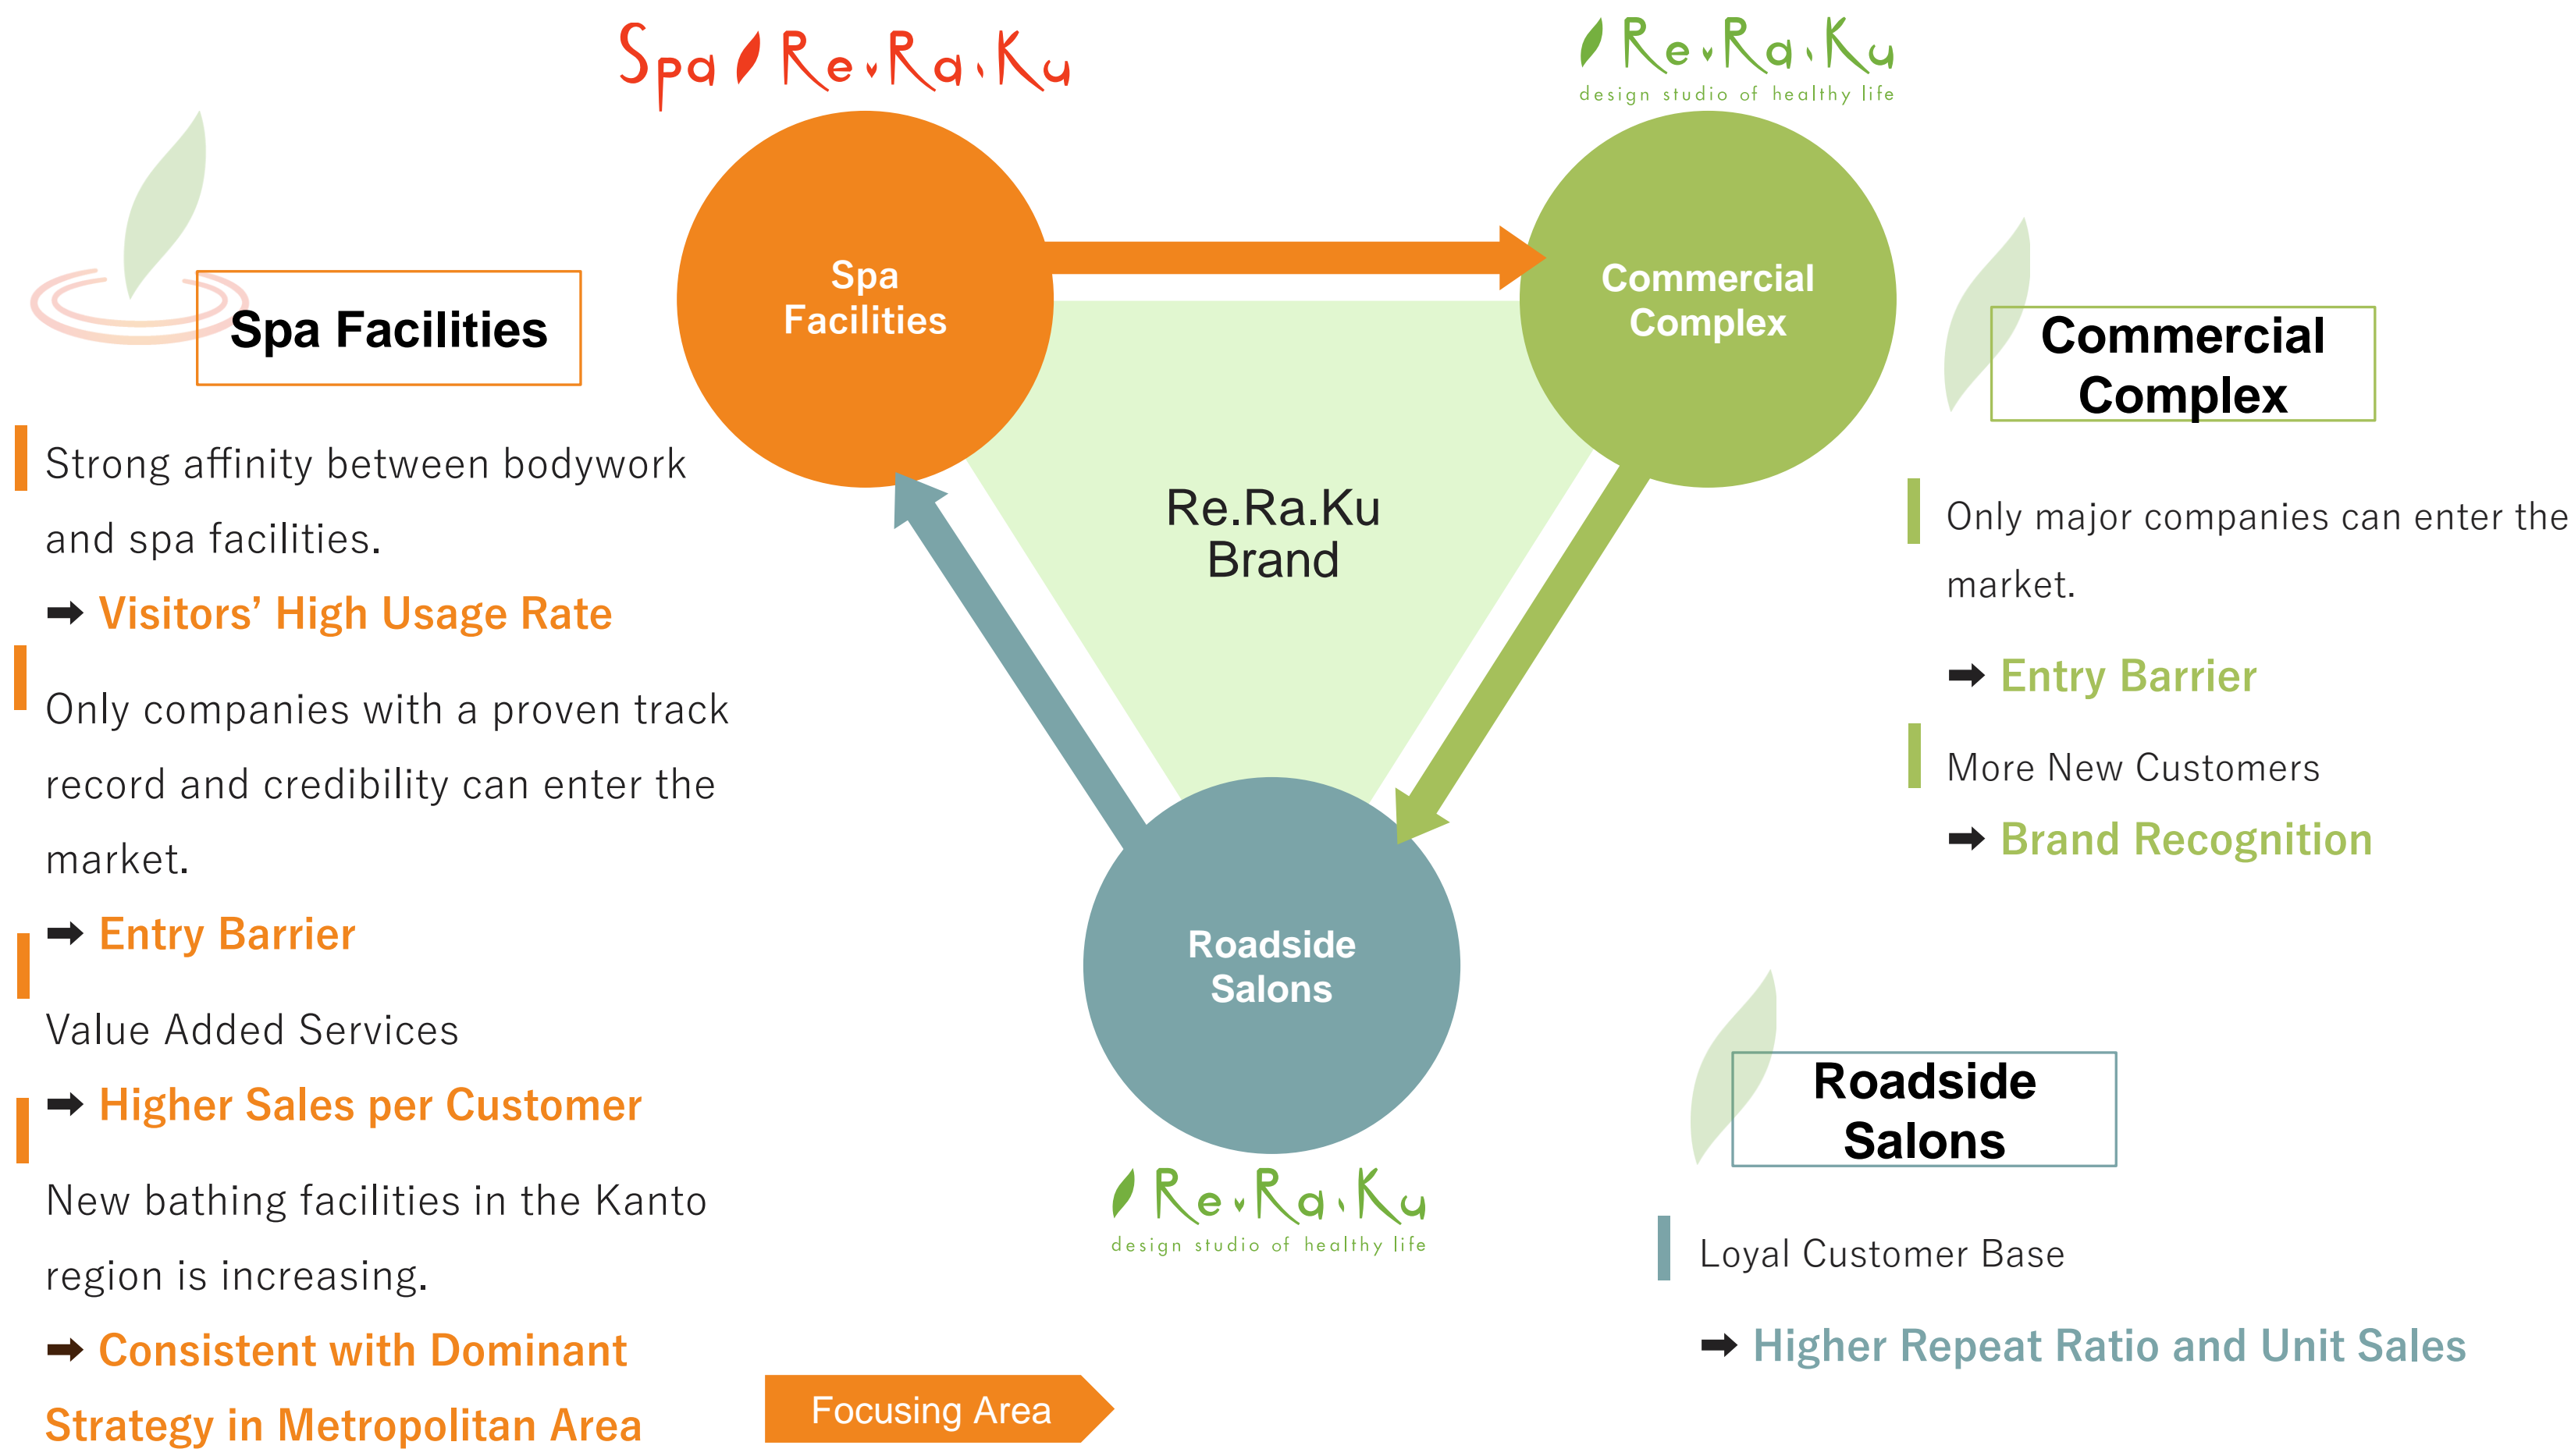 Spa Re.Ra.Ku
Re.Ra.Ku
design studio of healthy life
Spa
Facilities
Commercial
Complex
Re.Ra.Ku
Brand
Roadside
Salons
Re.Ra.Ku
design studio of healthy life
Spa Facilities
Strong affinity between bodywork
and spa facilities.
➡ Visitors’ High Usage Rate
Only companies with a proven track
record and credibility can enter the
market.
➡ Entry Barrier
Value Added Services
➡ Higher Sales per Customer
New bathing facilities in the Kanto
region is increasing.
➡ Consistent with Dominant
Strategy in Metropolitan Area
Focusing Area
Commercial
Complex
Only major companies can enter the
market.
➡ Entry Barrier
More New Customers
➡ Brand Recognition
Roadside
Salons
Loyal Customer Base
➡ Higher Repeat Ratio and Unit Sales